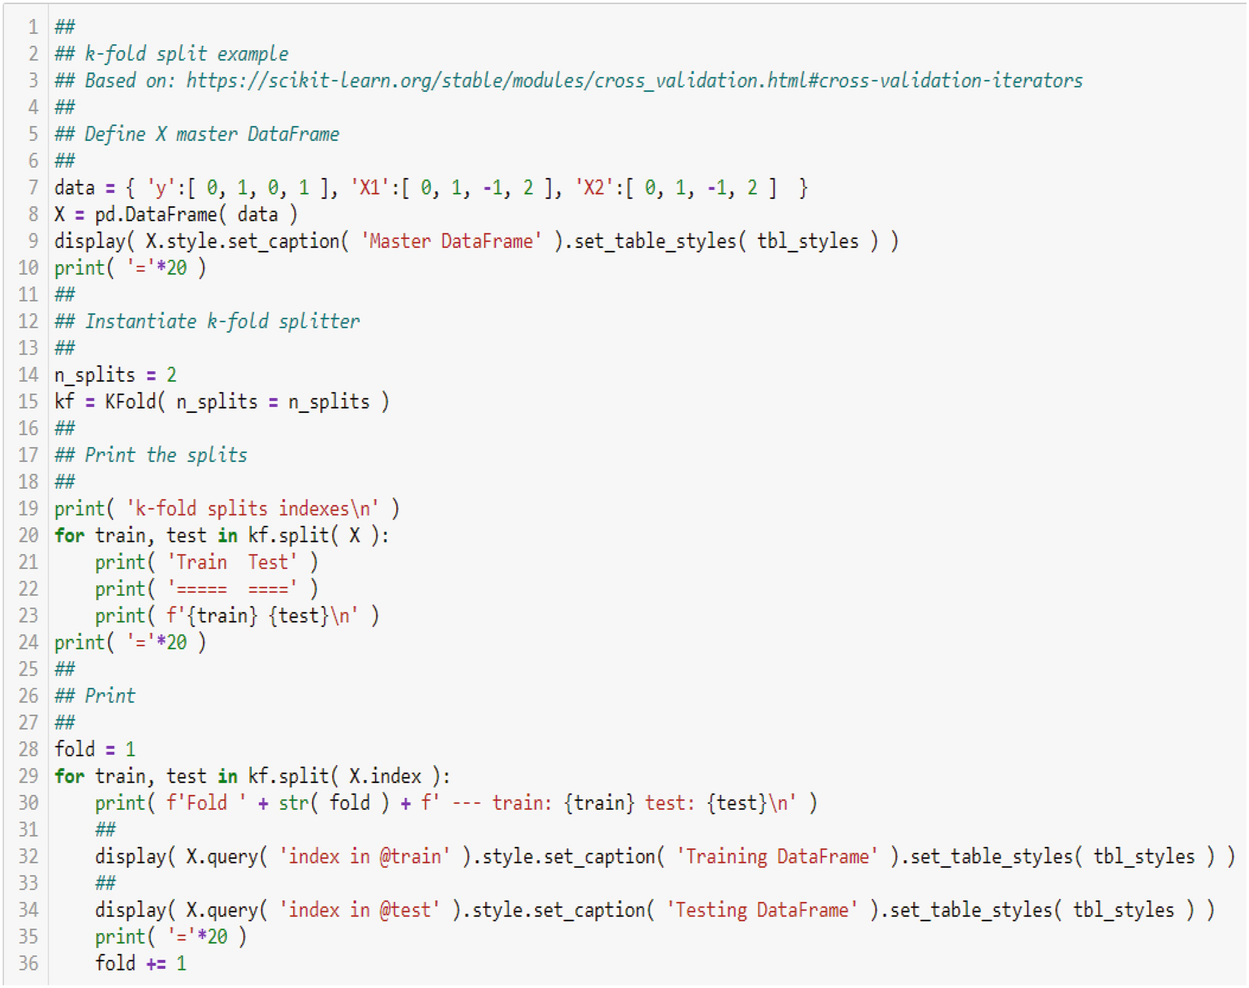 1 ##
2 ## k-fold split example
3 ## Based on: https://scikit-learn.org/stable/modules/cross_validation.html#cross-validation-iterators
4 ##
5 ## Define X master DataFrame
6 ##
7 data = { 'y':[ 0, 1, 0, 1 ], 'X1':[ 0, 1, -1, 2 ], 'X2':[ 0, 1, -1, 2 ]  }
8 X = pd.DataFrame( data )
9 display( X.style.set_caption( 'Master DataFrame' ).set_table_styles( tbl_styles ) )
10 print( '='*20 )
11 ##
12 ## Instantiate k-fold splitter
13 ##
14 n_splits = 2
15 kf = KFold( n_splits = n_splits )
16 ##
17 ## Print the splits
18 ##
19 print( 'k-fold splits indexes\n' )
20 for train, test in kf.split( X ):
21     print( 'Train  Test' )
22     print( '=====  ====' )
23     print( f'{train} {test}\n' )
24 print( '='*20 )
25 ##
26 ## Print
27 ##
28 fold = 1
29 for train, test in kf.split( X.index ):
30     print( f'Fold ' + str( fold ) + f' --- train: {train} test: {test}\n' )
31     ##
32     display( X.query( 'index in @train' ).style.set_caption( 'Training DataFrame' ).set_table_styles( tbl_styles ) )
33     ##
34     display( X.query( 'index in @test' ).style.set_caption( 'Testing DataFrame' ).set_table_styles( tbl_styles ) )
35     print( '='*20 )
36     fold += 1